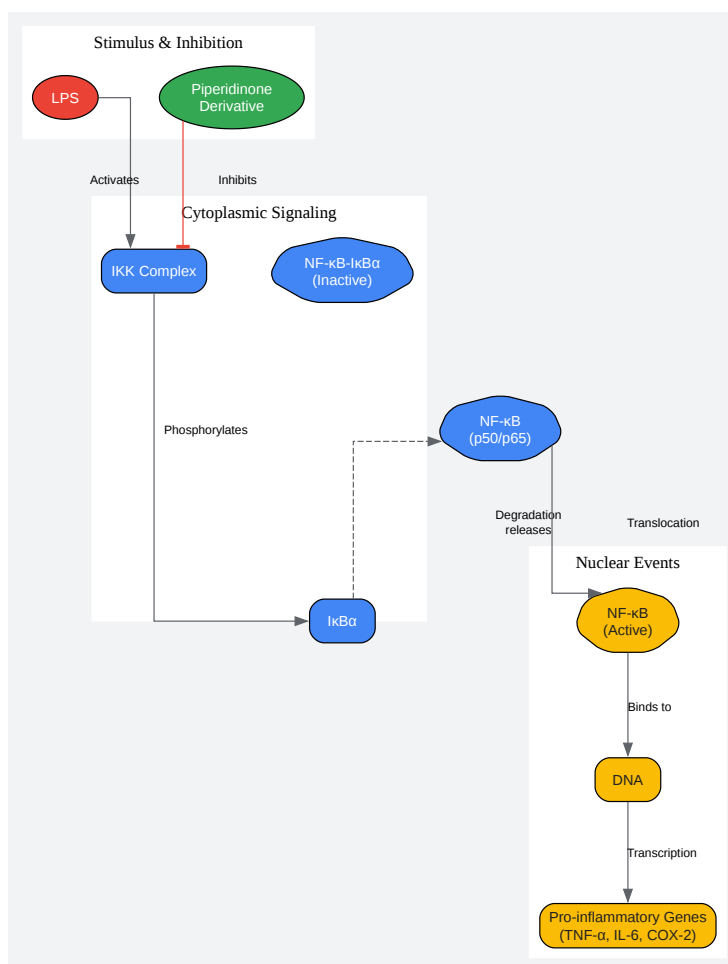 Stimulus & Inhibition
LPS
Piperidinone
Derivative
Activates
Inhibits
Cytoplasmic Signaling
IKK Complex
NF-κB-IκBα
(Inactive)
Phosphorylates
NF-κB
(p50/p65)
Degradation
releases
Translocation
Nuclear Events
IκBα
NF-κB
(Active)
Binds to
DNA
Transcription
Pro-inflammatory Genes
(TNF-α, IL-6, COX-2)